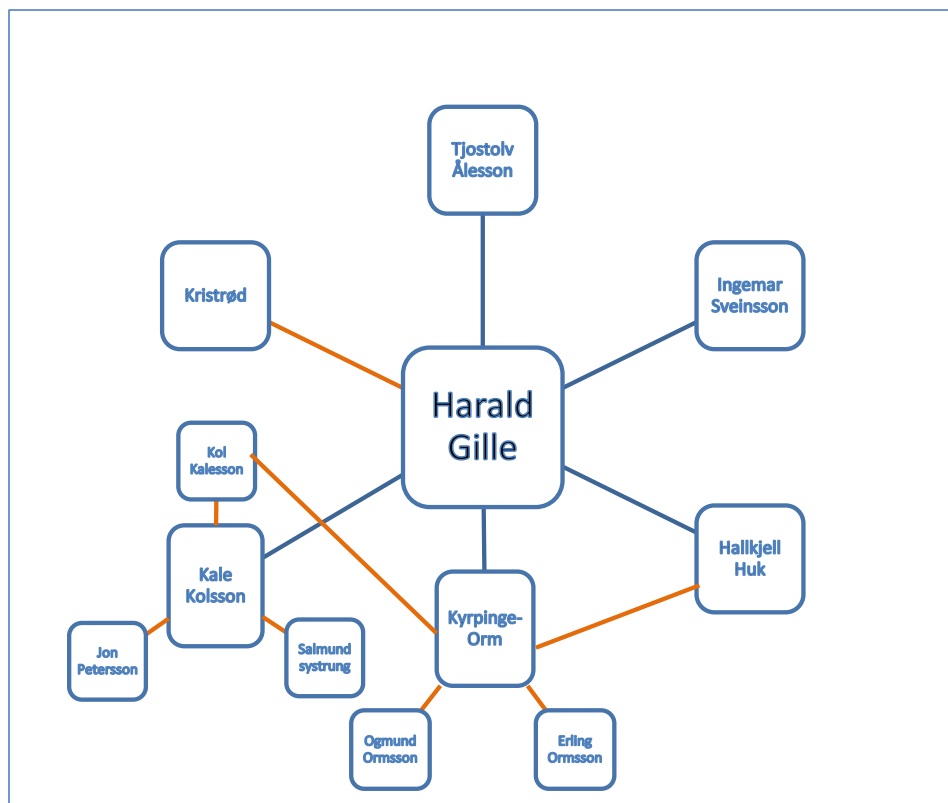 Tjostolv
Ålesson
Kristrød
Ingemar
Sveinsson
Harald
Gille
Kol
Kalesson
Hallkjell
Huk
Kale
Kolsson
Kyrpinge-
Orm
Jon
Petersson
Salmund
systrung
Ogmund
Ormsson
Erling
Ormsson